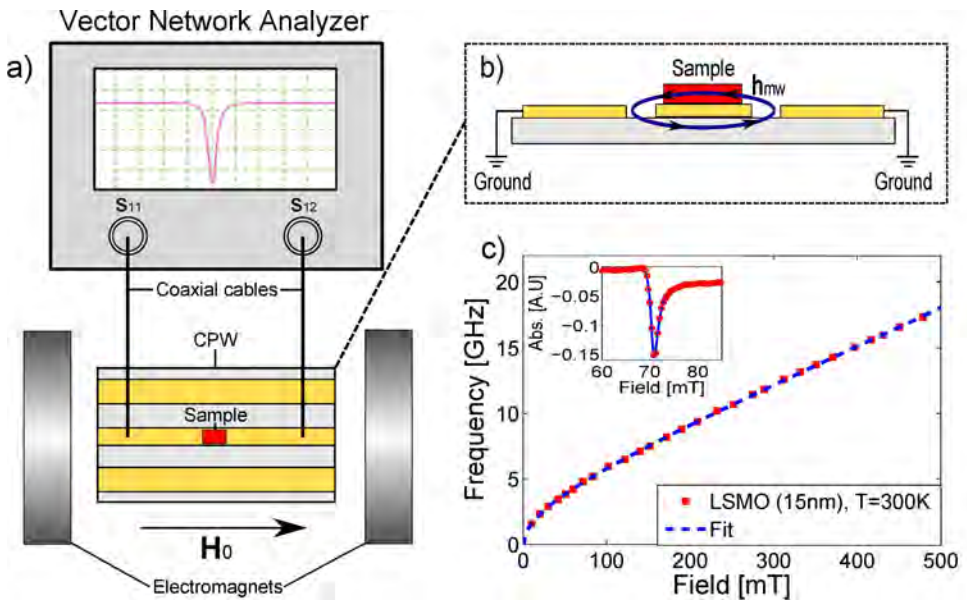 Vector Network Analyzer
a)
S11
S12
Coaxial cables
CPW
Sample
H0
Electromagnets
b)
Sample
hmw
Ground
Ground
c)
Frequency [GHz]
20
15
10
5
0
0
-0.05
-0.1
-0.15
Abs. [A.U]
60
70
80
Field [mT]
LSMO (15nm), T=300K
Fit
0
100
200
300
400
500
Field [mT]